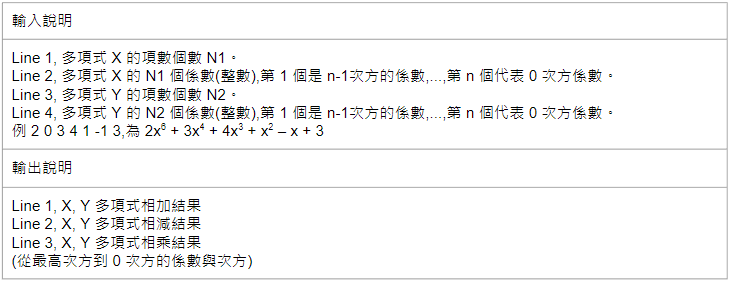 輸入說明
Line 1, 多項式 X 的項數個數 N1。
Line 2, 多項式 X 的 N1 個係數(整數),第 1 個是 n-1次方的係數,...,第 n 個代表 0 次方係數。
Line 3, 多項式 Y 的項數個數 N2。
Line 4, 多項式 Y 的 N2 個係數(整數),第 1 個是 n-1次方的係數,...,第 n 個代表 0 次方係數。
例 2 0 3 4 1 -1 3,為 2x⁶ + 3x⁴ + 4x³ + x² – x + 3
輸出說明
Line 1, X, Y 多項式相加結果
Line 2, X, Y 多項式相減結果
Line 3, X, Y 多項式相乘結果
(從最高次方到 0 次方的係數與次方)